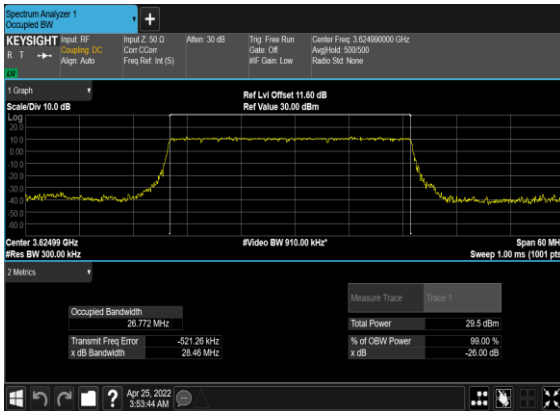 Spectrum Analyzer 1
Occupied BW
KEYSIGHT
R T
LXI
Input: RF
Coupling: DC
Align: Auto
Input Z: 50 Ω
Corr CCorr
Freq Ref: Int (S)
Atten: 30 dB
Trig: Free Run
Gate: Off
#IF Gain: Low
Center Freq: 3.624990000 GHz
Avg|Hold: 500/500
Radio Std: None
1 Graph
Scale/Div 10.0 dB
Ref Lvl Offset 11.60 dB
Ref Value 30.00 dBm
Log
20.0
10.0
0.00
-10.0
-20.0
-30.0
-40.0
-50.0
-60.0
Center 3.62499 GHz
#Res BW 300.00 kHz
#Video BW 910.00 kHz*
Span 60 MH
Sweep 1.00 ms (1001 pts
2 Metrics
Measure Trace
Trace 1
Occupied Bandwidth
26.772 MHz
Total Power
29.5 dBm
Transmit Freq Error
-521.26 kHz
% of OBW Power
99.00 %
x dB Bandwidth
28.46 MHz
x dB
-26.00 dB
?
Apr 25, 2022
3:53:44 AM